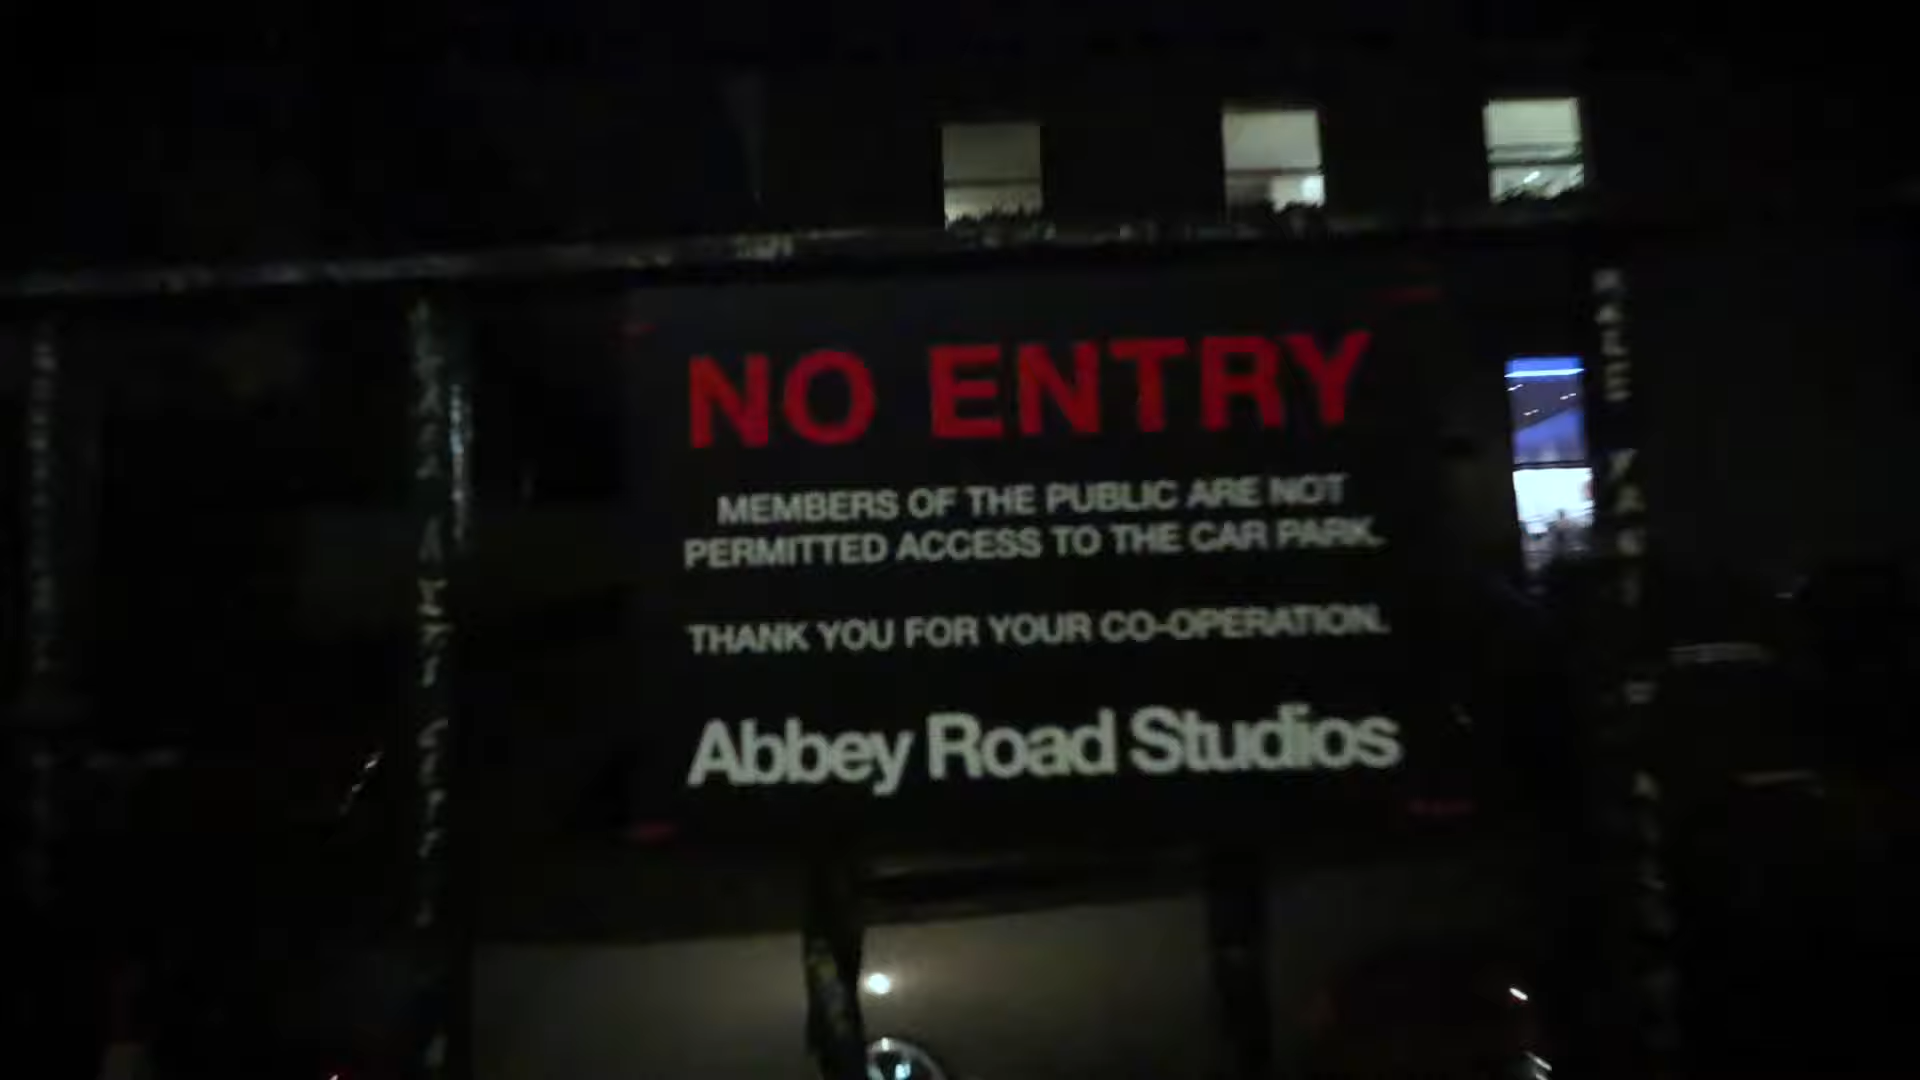 NO ENTRY
MEMBERS OF THE PUBLIC ARE NOT
PERMITTED ACCESS TO THE CAR PARK.
THANK YOU FOR YOUR CO-OPERATION.
Abbey Road Studios